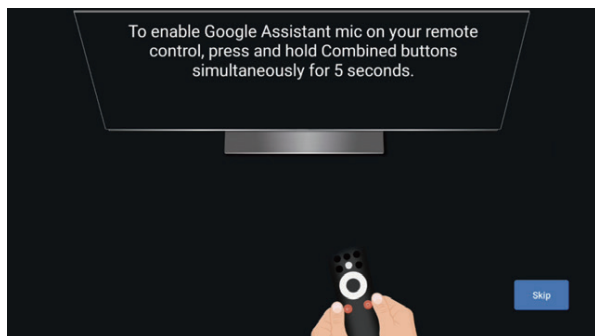 To enable Google Assistant mic on your remote
control, press and hold Combined buttons
simultaneously for 5 seconds.
Skip